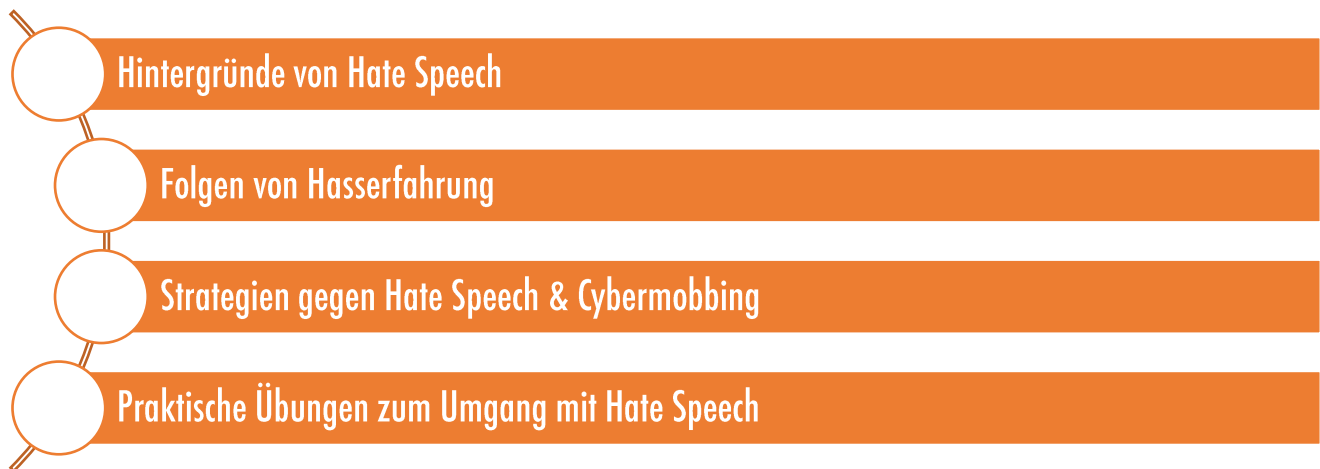 Hintergründe von Hate Speech
Folgen von Hasserfahrung
Strategien gegen Hate Speech & Cybermobbing
Praktische Übungen zum Umgang mit Hate Speech